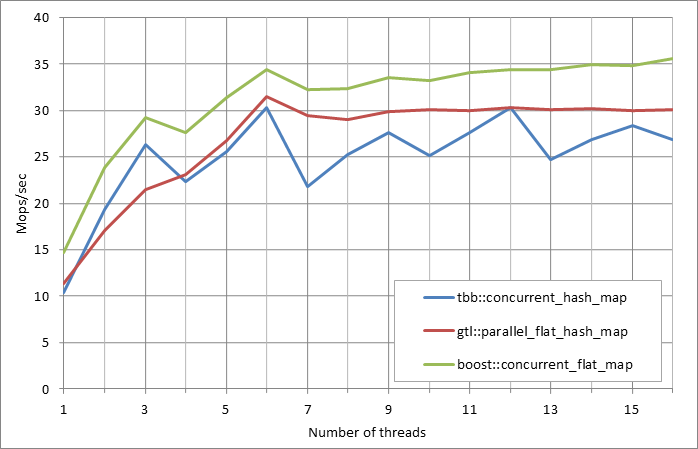 40
35
30
25
20
15
10
5
0
Mops/sec
tbb::concurrent_hash_map
gtl::parallel_flat_hash_map
boost::concurrent_flat_map
1 3 5 7 9 11 13 15
Number of threads